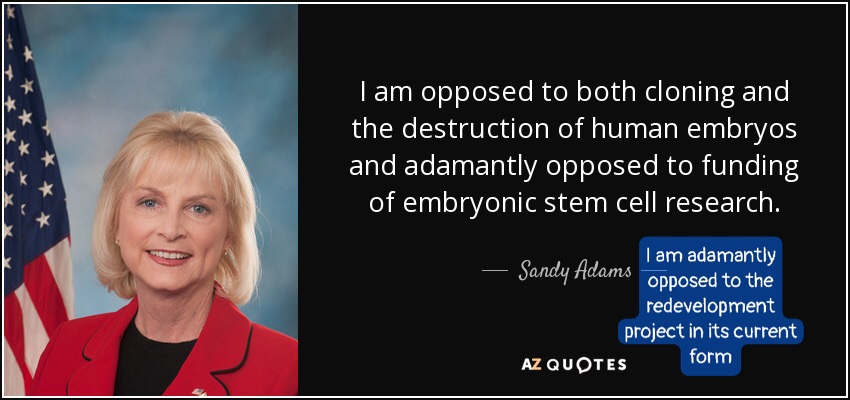 I am opposed to both cloning and
the destruction of human embryos
and adamantly opposed to funding
of embryonic stem cell research.
Sandy Adams
I am adamantly
opposed to the
redevelopment
project in its current
form
AZ QUOTES